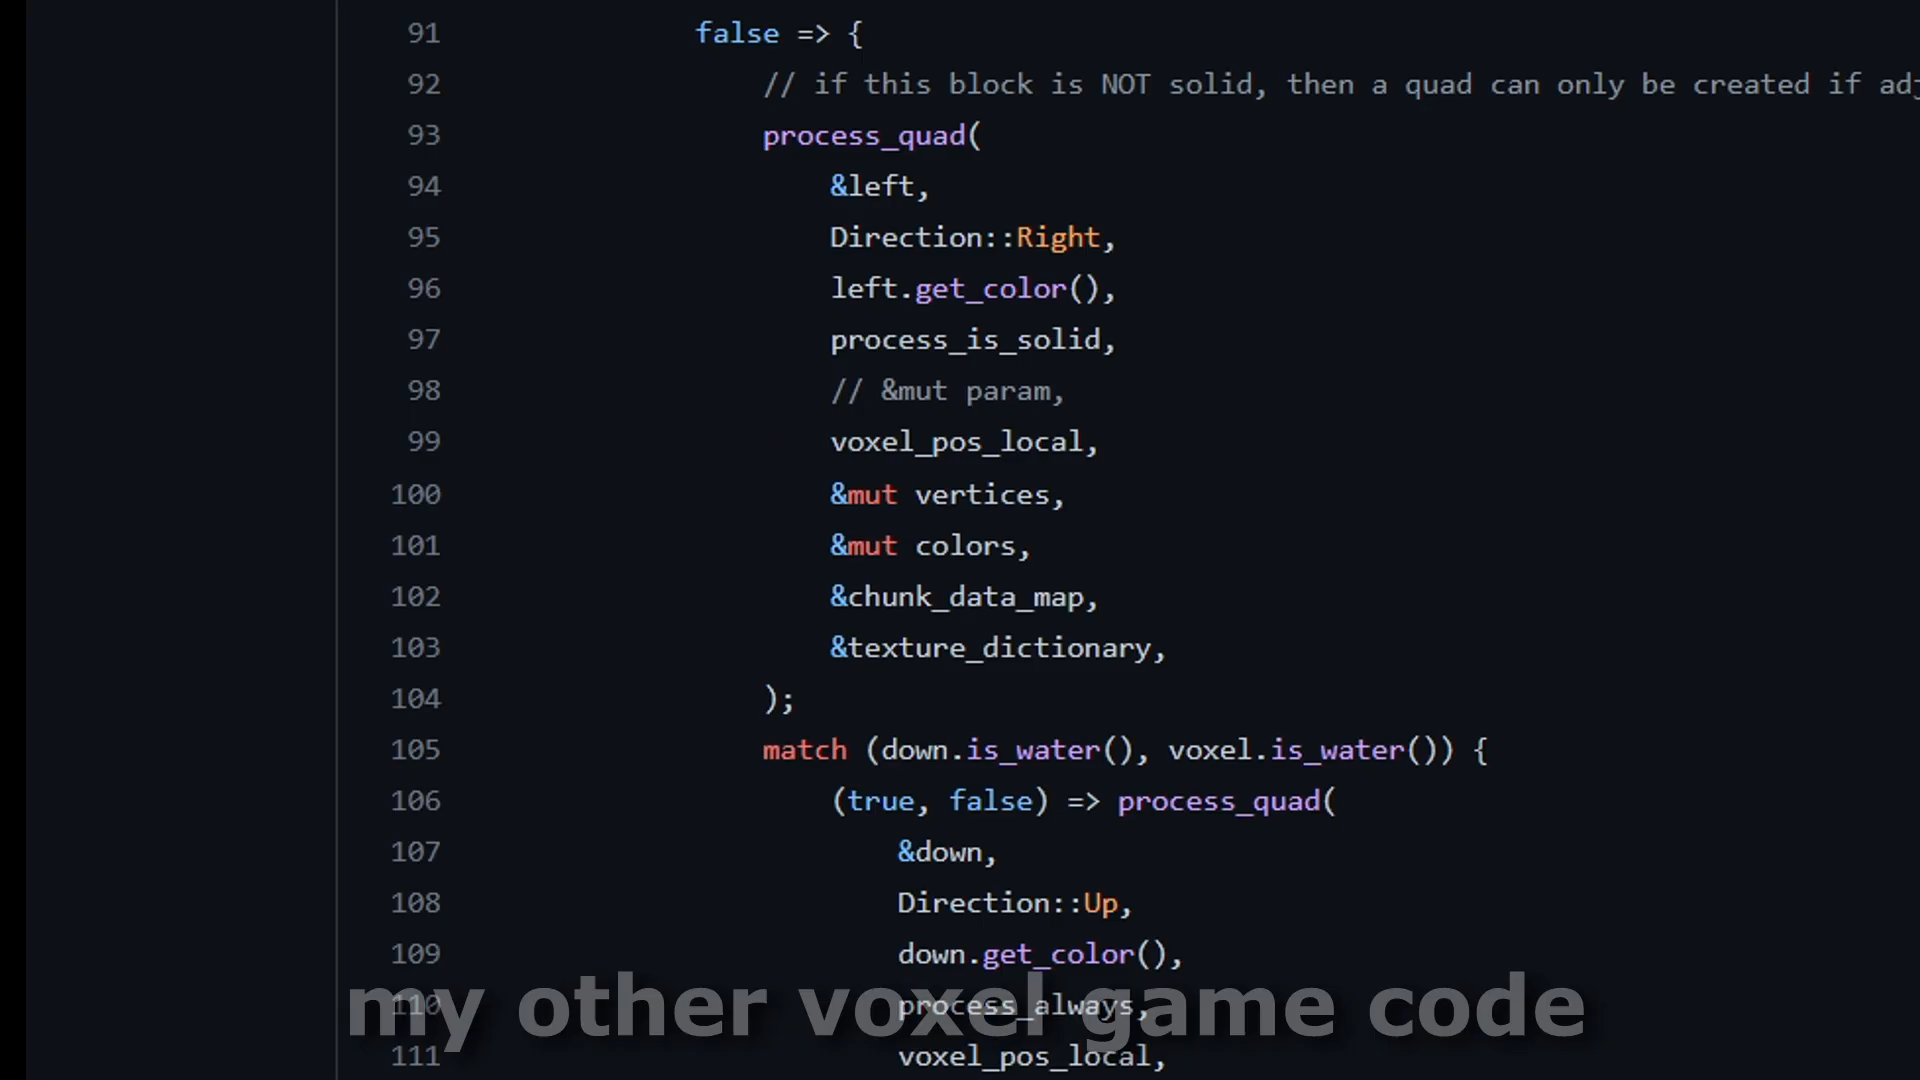 91 false => {
92 // if this block is NOT solid, then a quad can only be created if adj
93 process_quad(
94 &left,
95 Direction::Right,
96 left.get_color(),
97 process_is_solid,
98 // &mut param,
99 voxel_pos_local,
100 &mut vertices,
101 &mut colors,
102 &chunk_data_map,
103 &texture_dictionary,
104 );
105 match (down.is_water(), voxel.is_water()) {
106 (true, false) => process_quad(
107 &down,
108 Direction::Up,
109 down.get_color(),
110 process_always,
my other voxel game code
111 voxel_pos_local,